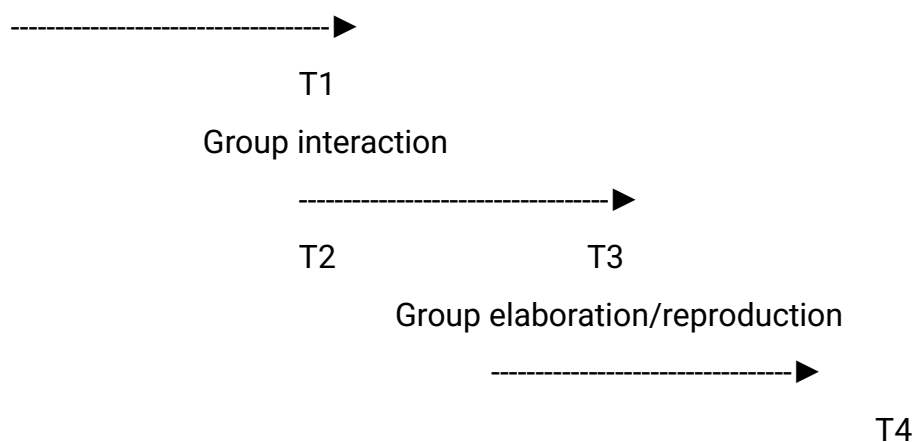 T1
Group interaction
T2 T3
Group elaboration/reproduction
T4